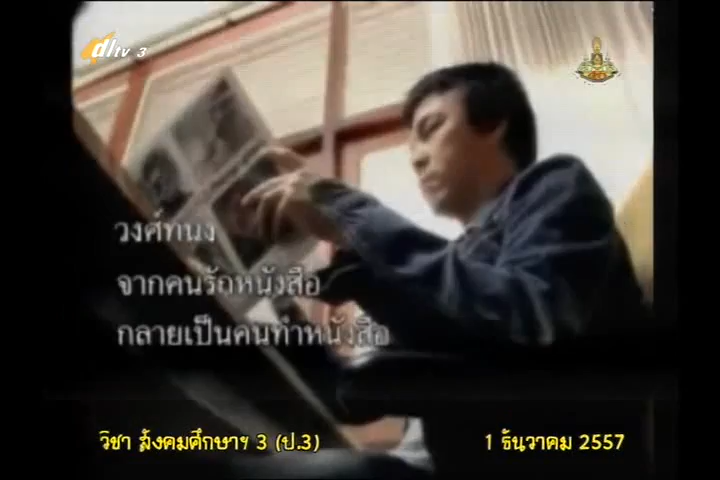 dltv 3
วงศ์ทนง
จากคนรักหนังสือ
กลายเป็นคนทำหนังสือ
วิชา สังคมศึกษาฯ 3 (ป.3)
1 ธันวาคม 2557